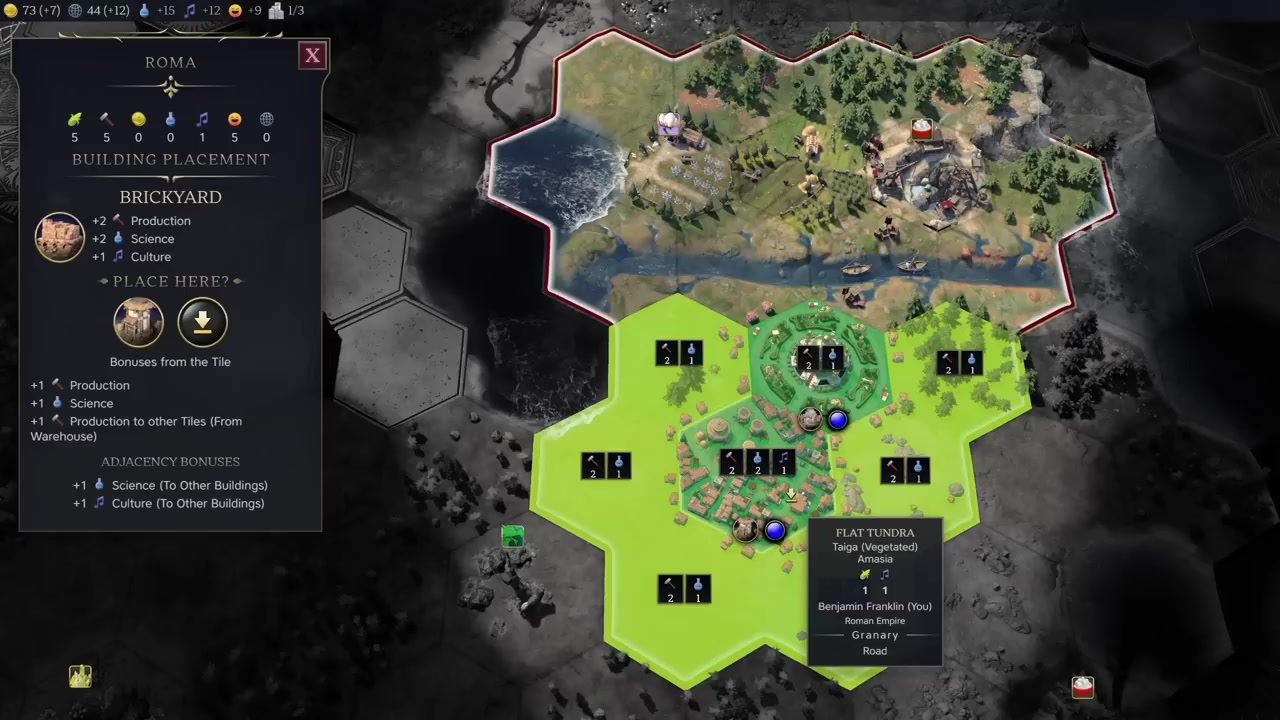 73 (+7) 44 (+12) +15 +12 +9 1/3
X
ROMA
5 5 0 0 1 5 0
BUILDING PLACEMENT
BRICKYARD
+2 Production
+2 Science
+1 Culture
PLACE HERE?
Bonuses from the Tile
+1 Production
+1 Science
+1 Production to other Tiles (From
Warehouse)
ADJACENCY BONUSES
+1 Science (To Other Buildings)
+1 Culture (To Other Buildings)
2 1
2 1
2 1
2 1
2 2 1
2 1
2 1
FLAT TUNDRA
Taiga (Vegetated)
Amasia
1 1
Benjamin Franklin (You)
Roman Empire
Granary
Road